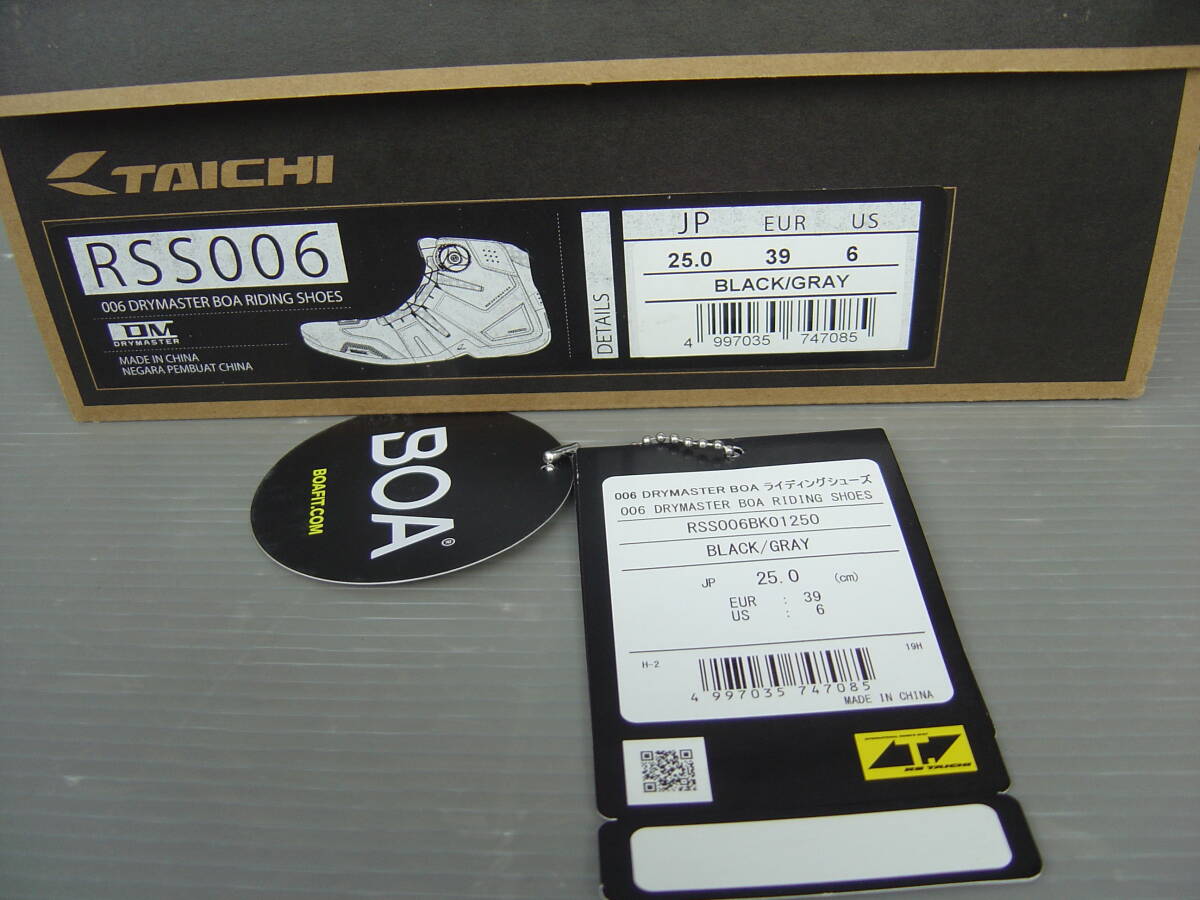 TAICHI
RSS006
006 DRYMASTER BOA RIDING SHOES
DM
DRYMASTER
MADE IN CHINA
NEGARA PEMBUAT CHINA
DETAILS
JP EUR US
25.0 39 6
BLACK/GRAY
4 997035 747085
BOA®
BOAFIT.COM
006 DRYMASTER BOA ライディングシューズ
006 DRYMASTER BOA RIDING SHOES
RSS006BK01250
BLACK/GRAY
JP 25.0 (cm)
EUR : 39
US : 6
H-2 19H
4 997035 747085
MADE IN CHINA
RS TAICHI